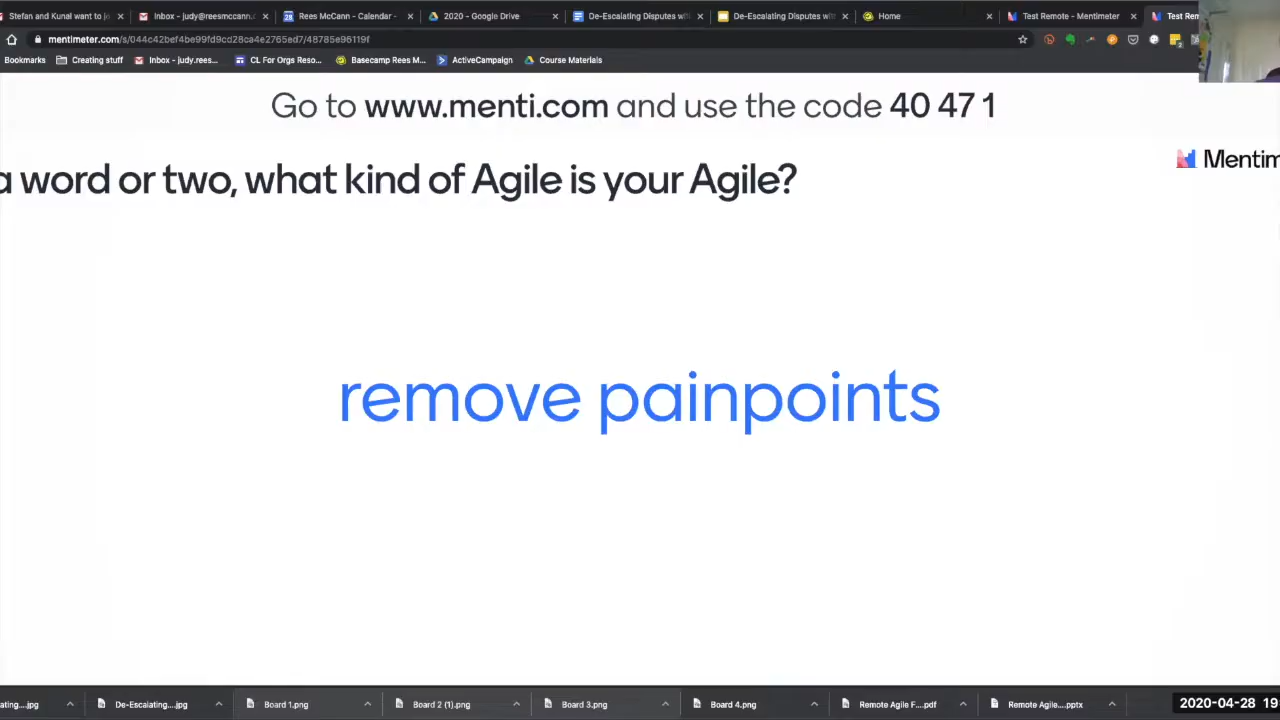 Stefan and Kunal want to jo
Inbox - judy@reesmccann.c
Rees McCann - Calendar -
2020 - Google Drive
De-Escalating Disputes wit
De-Escalating Disputes with
Home
Test Remote - Mentimeter
Test Rem
mentimeter.com/s/044c42bef4be99fd9cd28ca4e2765ed7/48785e96119f
Bookmarks
Creating stuff
Inbox - judy.rees...
CL For Orgs Reso...
Basecamp Rees M...
ActiveCampaign
Course Materials
Go to www.menti.com and use the code 40 47 1
a word or two, what kind of Agile is your Agile?
Mentim
remove painpoints
ating....jpg
De-Escalating....jpg
Board 1.png
Board 2 (1).png
Board 3.png
Board 4.png
Remote Agile F....pdf
Remote Agile....pptx
2020-04-28 19